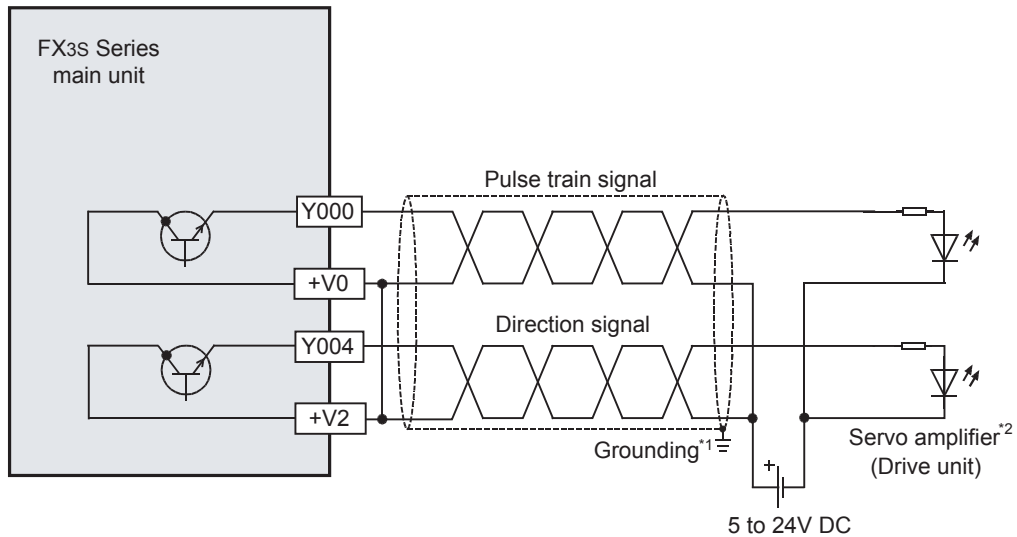 FX3S Series
main unit
Pulse train signal
Y000
+V0
Direction signal
Y004
+V2
Grounding*1
Servo amplifier*2
(Drive unit)
+
5 to 24V DC